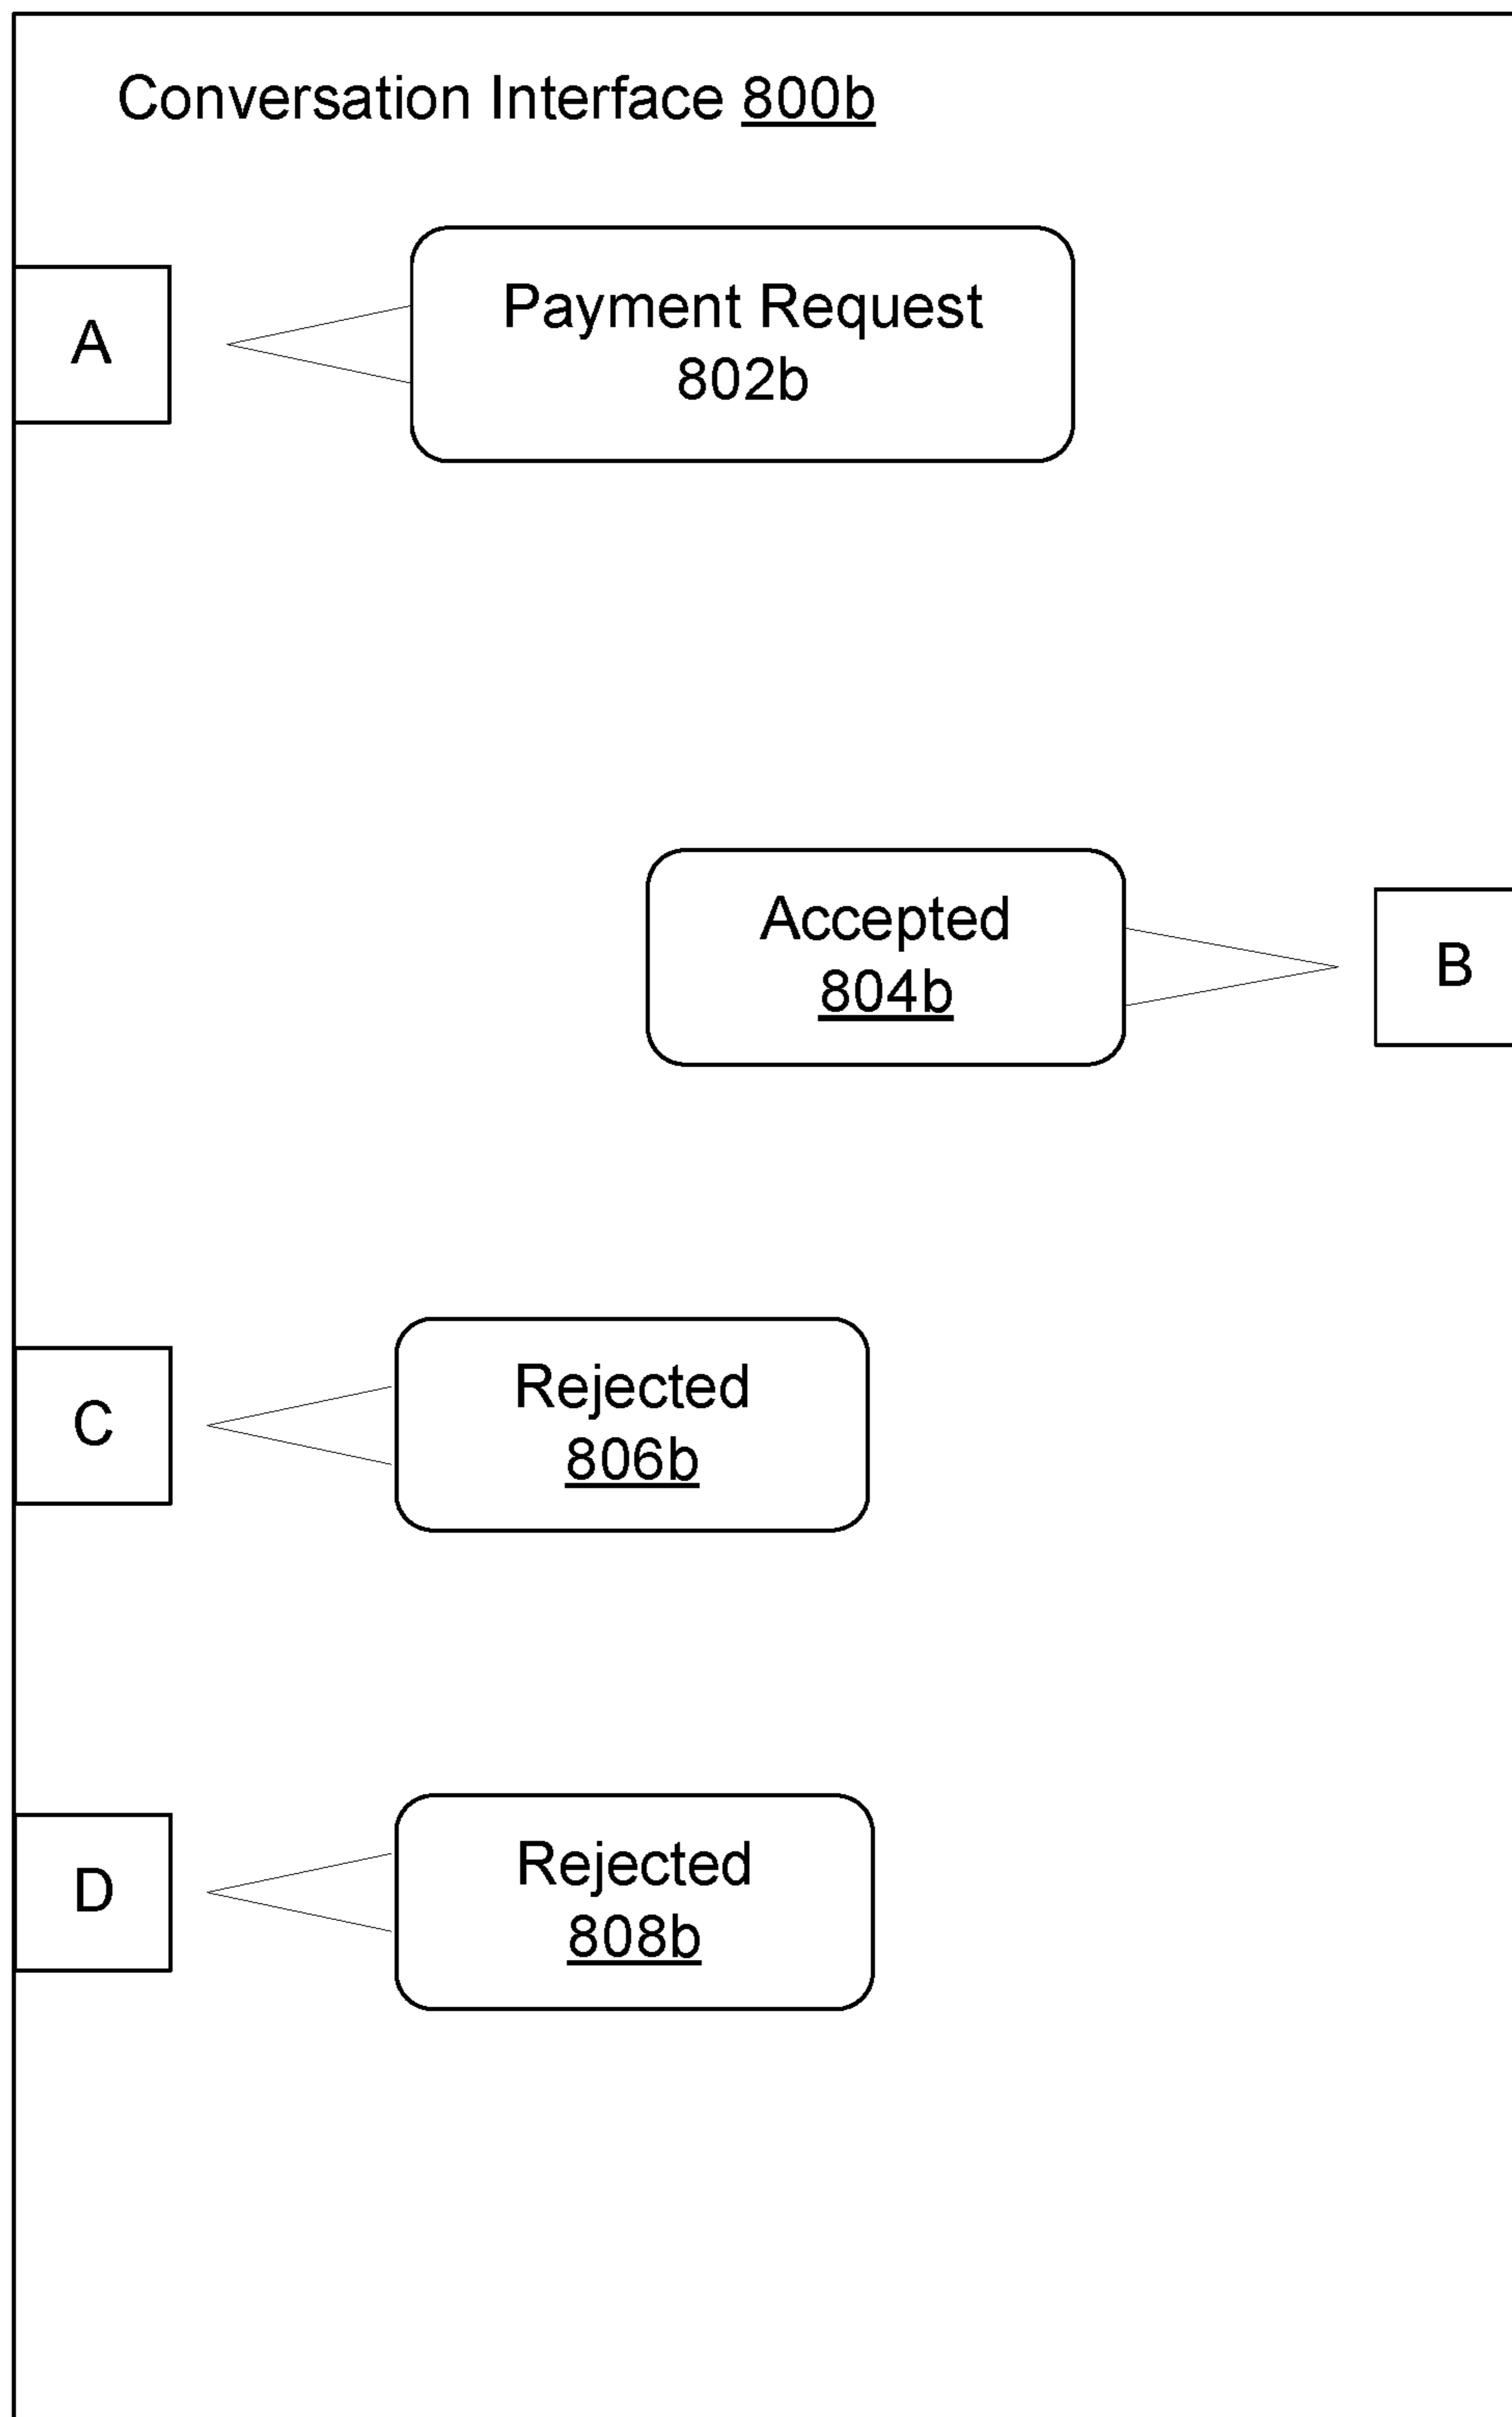 Conversation Interface 800b
A
Payment Request
802b
Accepted
804b
B
C
Rejected
806b
D
Rejected
808b